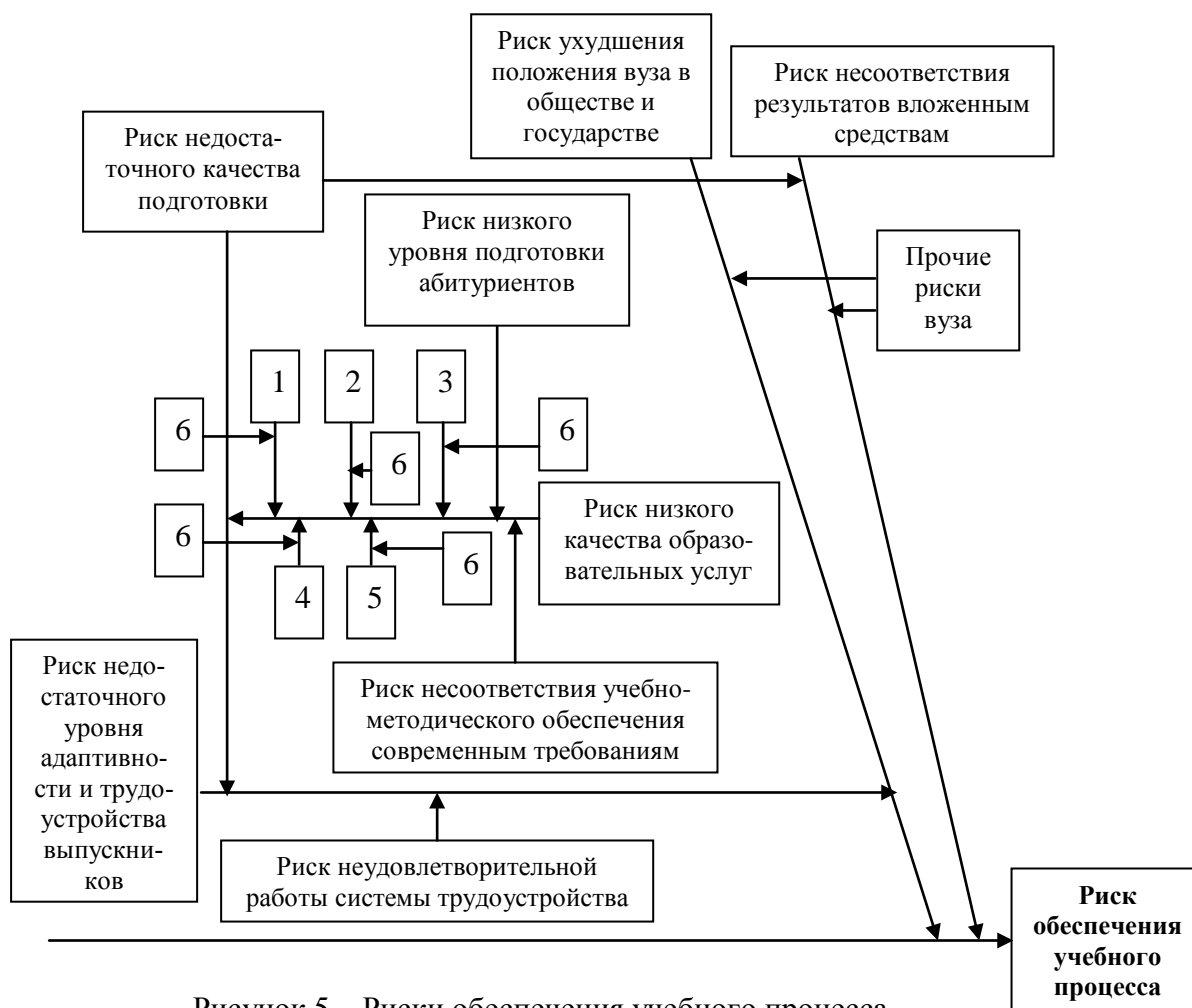 Риск ухудшения
положения вуза в
обществе и
государстве
Риск несоответствия
результатов вложенным
средствам
Риск недоста-
точного качества
подготовки
Риск низкого
уровня подготовки
абитуриентов
Прочие
риски
вуза
1
2
3
6
6
6
Риск низкого
качества образо-
вательных услуг
6
4
5
6
Риск недо-
статочного
уровня
адаптивно-
сти и трудо-
устройства
выпускни-
ков
Риск несоответствия учебно-
методического обеспечения
современным требованиям
Риск неудовлетворительной
работы системы трудоустройства
Риск
обеспечения
учебного
процесса
Рисунок 5 – Риски обеспечения учебного процесса